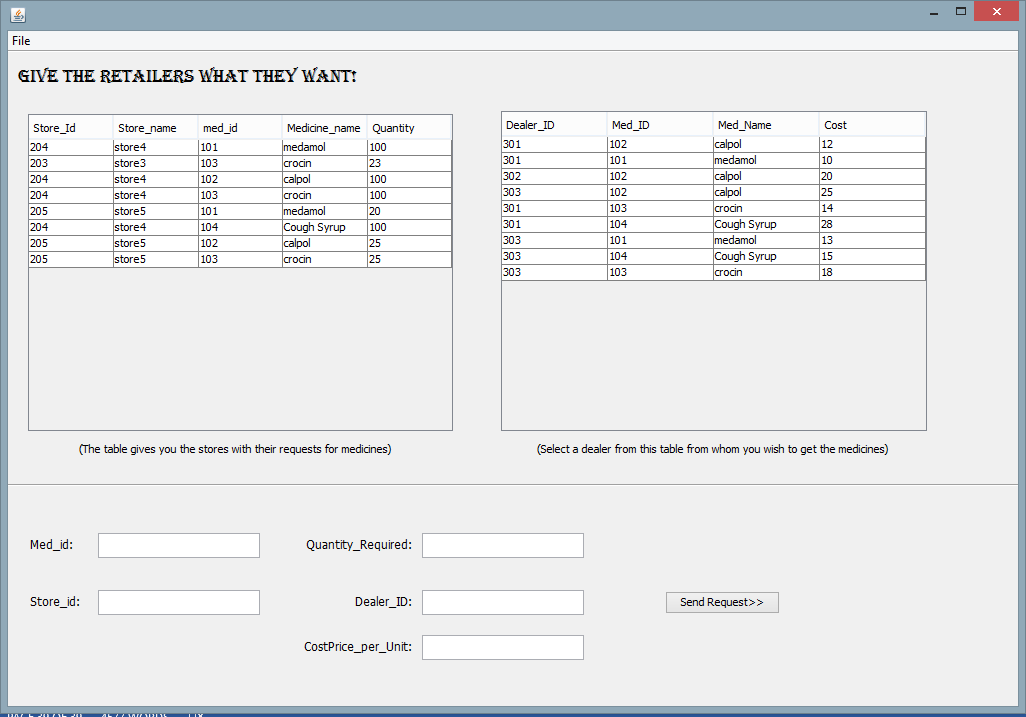 File
GIVE THE RETAILERS WHAT THEY WANT!
Store_Id Store_name med_id Medicine_name Quantity
204 store4 101 medamol 100
203 store3 103 crocin 23
204 store4 102 calpol 100
204 store4 103 crocin 100
205 store5 101 medamol 20
204 store4 104 Cough Syrup 100
205 store5 102 calpol 25
205 store5 103 crocin 25
(The table gives you the stores with their requests for medicines)
Dealer_ID Med_ID Med_Name Cost
301 102 calpol 12
301 101 medamol 10
302 102 calpol 20
303 102 calpol 25
301 103 crocin 14
301 104 Cough Syrup 28
303 101 medamol 13
303 104 Cough Syrup 15
303 103 crocin 18
(Select a dealer from this table from whom you wish to get the medicines)
Med_id: Quantity_Required:
Store_id: Dealer_ID: Send Request>>
CostPrice_per_Unit: